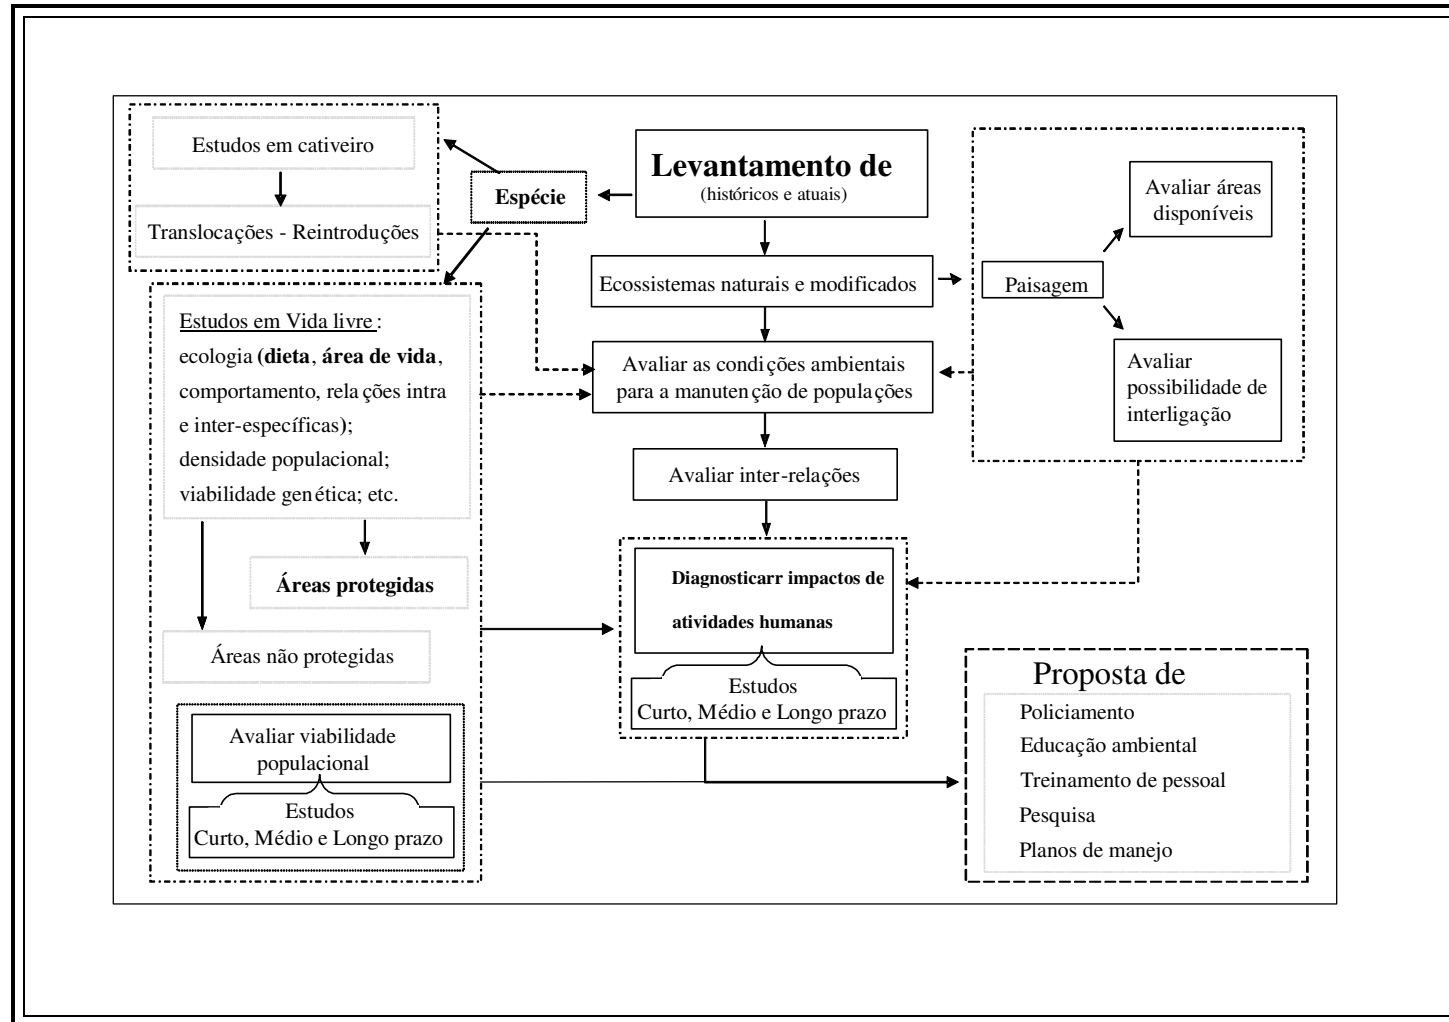 Estudos em cativeiro
Translocações - Reintroduções
Espécie
Levantamento de
(históricos e atuais)
Ecossistemas naturais e modificados
Paisagem
Avaliar áreas
disponíveis
Avaliar
possibilidade de
interligação
Estudos em Vida livre :
ecologia (dieta, área de vida,
comportamento, relações intra
e inter-específicas);
densidade populacional;
viabilidade genética; etc.
Avaliar as condições ambientais
para a manutenção de populações
Avaliar inter-relações
Áreas protegidas
Áreas não protegidas
Diagnosticarr impactos de
atividades humanas
Estudos
Curto, Médio e Longo prazo
Avaliar viabilidade
populacional
Estudos
Curto, Médio e Longo prazo
Proposta de
Policiamento
Educação ambiental
Treinamento de pessoal
Pesquisa
Planos de manejo